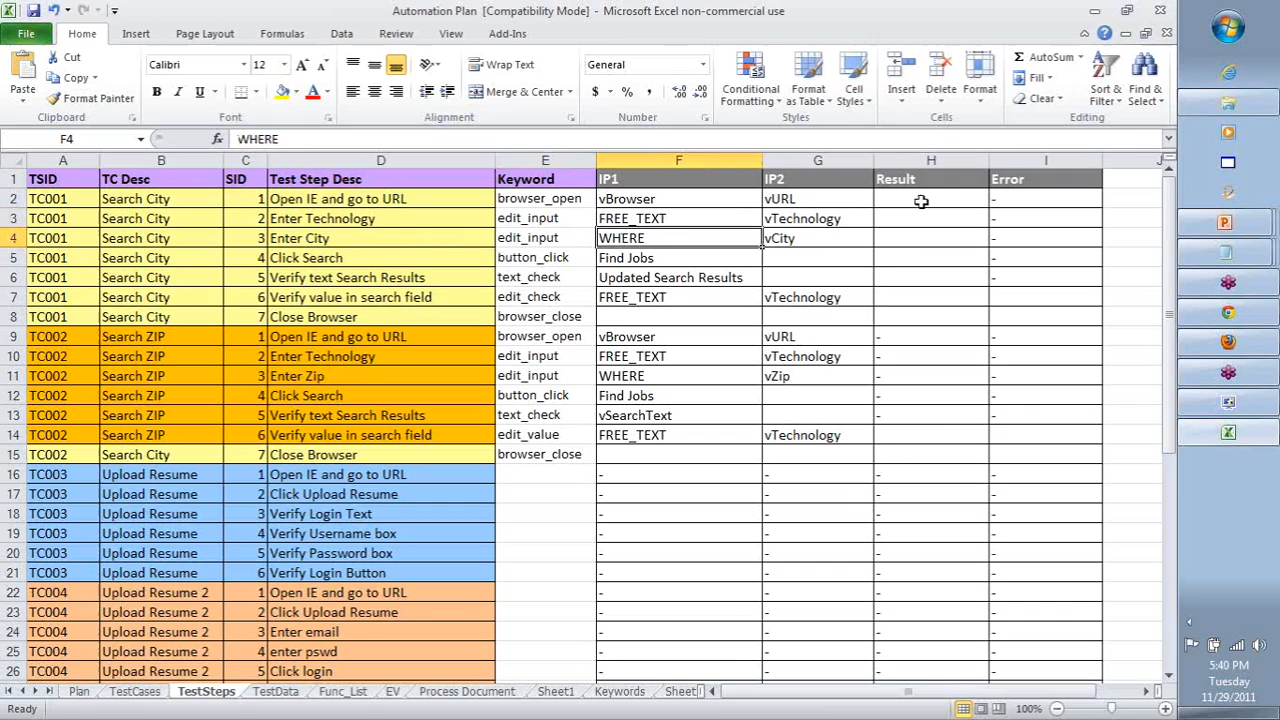 Automation Plan [Compatibility Mode] - Microsoft Excel non-commercial use
File Home Insert Page Layout Formulas Data Review View Add-Ins
Cut Calibri 12 Wrap Text General AutoSum
Copy Fill
Paste Format Painter Merge & Center Conditional Formatting Format as Table Cell Styles Insert Delete Format Clear Sort & Filter Find & Select
Clipboard Font Alignment Number Styles Cells Editing
F4 fx WHERE
A B C D E F G H I J
1 TSID TC Desc SID Test Step Desc Keyword IP1 IP2 Result Error
2 TC001 Search City 1 Open IE and go to URL browser_open vBrowser vURL -
3 TC001 Search City 2 Enter Technology edit_input FREE_TEXT vTechnology -
4 TC001 Search City 3 Enter City edit_input WHERE vCity -
5 TC001 Search City 4 Click Search button_click Find Jobs -
6 TC001 Search City 5 Verify text Search Results text_check Updated Search Results -
7 TC001 Search City 6 Verify value in search field edit_check FREE_TEXT vTechnology -
8 TC001 Search City 7 Close Browser browser_close -
9 TC002 Search ZIP 1 Open IE and go to URL browser_open vBrowser vURL - -
10 TC002 Search ZIP 2 Enter Technology edit_input FREE_TEXT vTechnology - -
11 TC002 Search ZIP 3 Enter Zip edit_input WHERE vZip - -
12 TC002 Search ZIP 4 Click Search button_click Find Jobs
13 TC002 Search ZIP 5 Verify text Search Results text_check vSearchText - -
14 TC002 Search ZIP 6 Verify value in search field edit_value FREE_TEXT vTechnology
15 TC002 Search City 7 Close Browser browser_close
16 TC003 Upload Resume 1 Open IE and go to URL - - - -
17 TC003 Upload Resume 2 Click Upload Resume - - - -
18 TC003 Upload Resume 3 Verify Login Text - - - -
19 TC003 Upload Resume 4 Verify Username box - - - -
20 TC003 Upload Resume 5 Verify Password box - - - -
21 TC003 Upload Resume 6 Verify Login Button - - - -
22 TC004 Upload Resume 2 1 Open IE and go to URL - - - -
23 TC004 Upload Resume 2 2 Click Upload Resume - - - -
24 TC004 Upload Resume 2 3 Enter email - - - -
25 TC004 Upload Resume 2 4 enter pswd - - - -
26 TC004 Upload Resume 2 5 Click login - - - -
Plan TestCases TestSteps TestData Func_List EV Process Document Sheet1 Keywords Sheet
Ready 100%
5:40 PM
Tuesday
11/29/2011